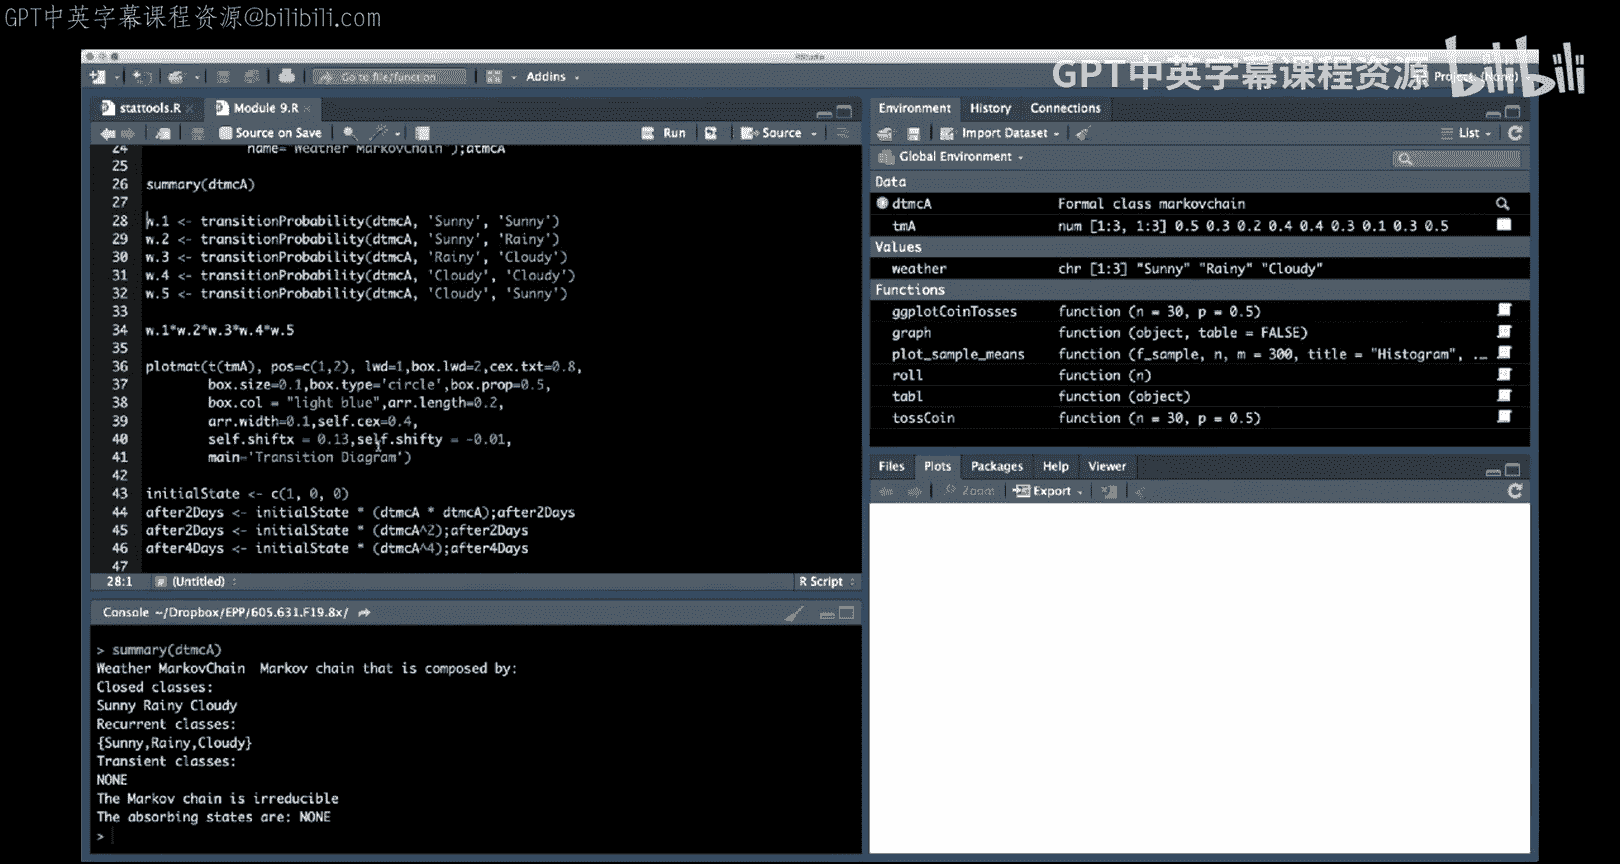 GPT中英字幕课程资源@bilibili.com
GPT中英字幕课程资源 bilibili
RStudio
Go to file/function Addins Project: (None)
stattools.R Module 9.R
Source on Save Run Source
24 name="Weather MarkovChain");dtmcA
25
26 summary(dtmcA)
27
28 w.1 <- transitionProbability(dtmcA, 'Sunny', 'Sunny')
29 w.2 <- transitionProbability(dtmcA, 'Sunny', 'Rainy')
30 w.3 <- transitionProbability(dtmcA, 'Rainy', 'Cloudy')
31 w.4 <- transitionProbability(dtmcA, 'Cloudy', 'Cloudy')
32 w.5 <- transitionProbability(dtmcA, 'Cloudy', 'Sunny')
33
34 w.1*w.2*w.3*w.4*w.5
35
36 plotmat(t(tmA), pos=c(1,2), lwd=1,box.lwd=2,cex.txt=0.8,
37 box.size=0.1,box.type='circle',box.prop=0.5,
38 box.col = "light blue",arr.length=0.2,
39 arr.width=0.1,self.cex=0.4,
40 self.shiftx = 0.13,self.shifty = -0.01,
41 main='Transition Diagram')
42
43 initialState <- c(1, 0, 0)
44 after2Days <- initialState * (dtmcA * dtmcA);after2Days
45 after2Days <- initialState * (dtmcA^2);after2Days
46 after4Days <- initialState * (dtmcA^4);after4Days
47
28:1 (Untitled) R Script
Console ~/Dropbox/EPP/605.631.F19.8x/
> summary(dtmcA)
Weather MarkovChain Markov chain that is composed by:
Closed classes:
Sunny Rainy Cloudy
Recurrent classes:
{Sunny,Rainy,Cloudy}
Transient classes:
NONE
The Markov chain is irreducible
The absorbing states are: NONE
>
Environment History Connections
Import Dataset List
Global Environment
Data
dtmcA Formal class markovchain
tmA num [1:3, 1:3] 0.5 0.3 0.2 0.4 0.4 0.3 0.1 0.3 0.5
Values
weather chr [1:3] "Sunny" "Rainy" "Cloudy"
Functions
ggplotCoinTosses function (n = 30, p = 0.5)
graph function (object, table = FALSE)
plot_sample_means function (f_sample, n, m = 300, title = "Histogram", ...
roll function (n)
tabl function (object)
tossCoin function (n = 30, p = 0.5)
Files Plots Packages Help Viewer
Zoom Export